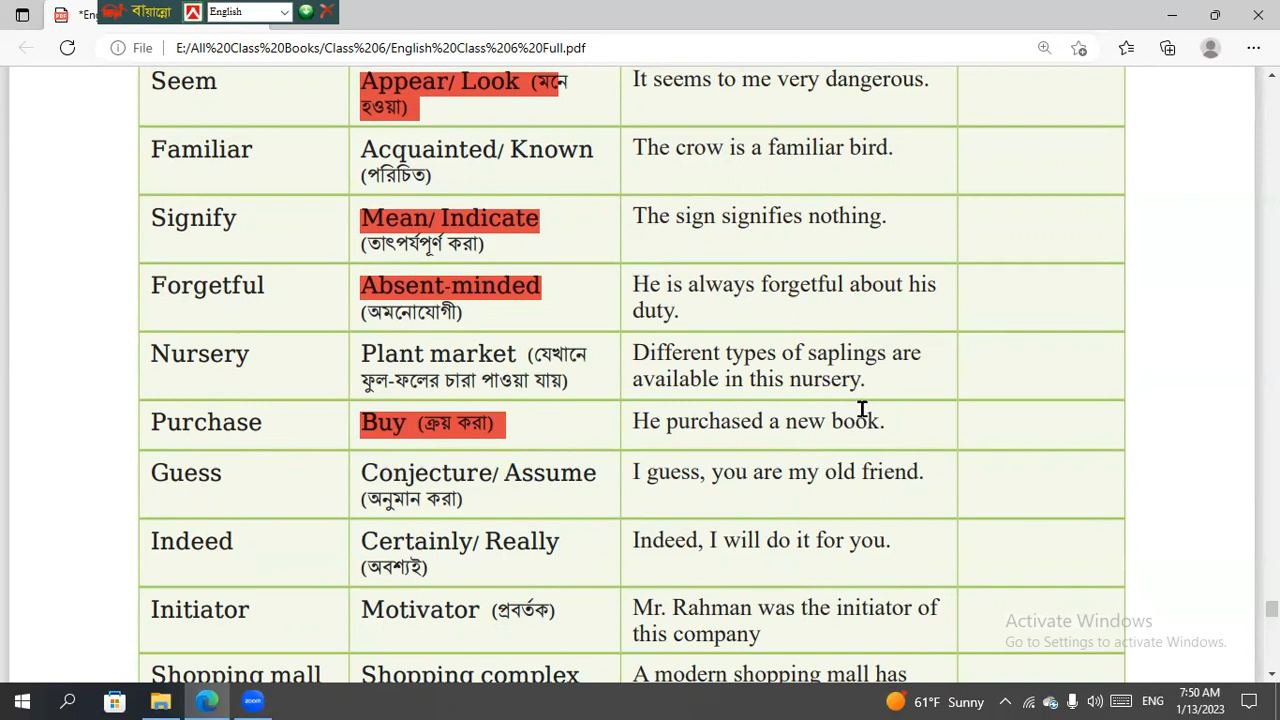 *En
বায়ান্নো
English
File
E:/All%20Class%20Books/Class%206/English%20Class%206%20Full.pdf
Seem
Appear/ Look (মনে
হওয়া)
It seems to me very dangerous.
Familiar
Acquainted/ Known
(পরিচিত)
The crow is a familiar bird.
Signify
Mean/ Indicate
(তাৎপর্যপূর্ণ করা)
The sign signifies nothing.
Forgetful
Absent-minded
(অমনোযোগী)
He is always forgetful about his
duty.
Nursery
Plant market (যেখানে
ফুল-ফলের চারা পাওয়া যায়)
Different types of saplings are
available in this nursery.
Purchase
Buy (ক্রয় করা)
He purchased a new book.
Guess
Conjecture/ Assume
(অনুমান করা)
I guess, you are my old friend.
Indeed
Certainly/ Really
(অবশ্যই)
Indeed, I will do it for you.
Initiator
Motivator (প্রবর্তক)
Mr. Rahman was the initiator of
this company
Shopping mall
Shopping complex
A modern shopping mall has
Activate Windows
Go to Settings to activate Windows.
zoom
61°F Sunny
ENG
7:50 AM
1/13/2023